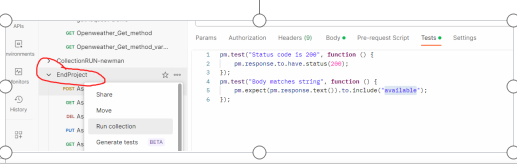 APIs
Environments
Monitors
History
GET Openweather_Get_method
GET Openweather_Get_method_var...
CollectionRUN-newman
EndProject
POST As
GET As
DEL As
PUT As
GET As
Share
Move
Run collection
Generate tests BETA
Params Authorization Headers (9) Body Pre-request Script Tests Settings
1 pm.test("Status code is 200", function () {
2 pm.response.to.have.status(200);
3 });
4 pm.test("Body matches string", function () {
5 pm.expect(pm.response.text()).to.include("available");
6 });